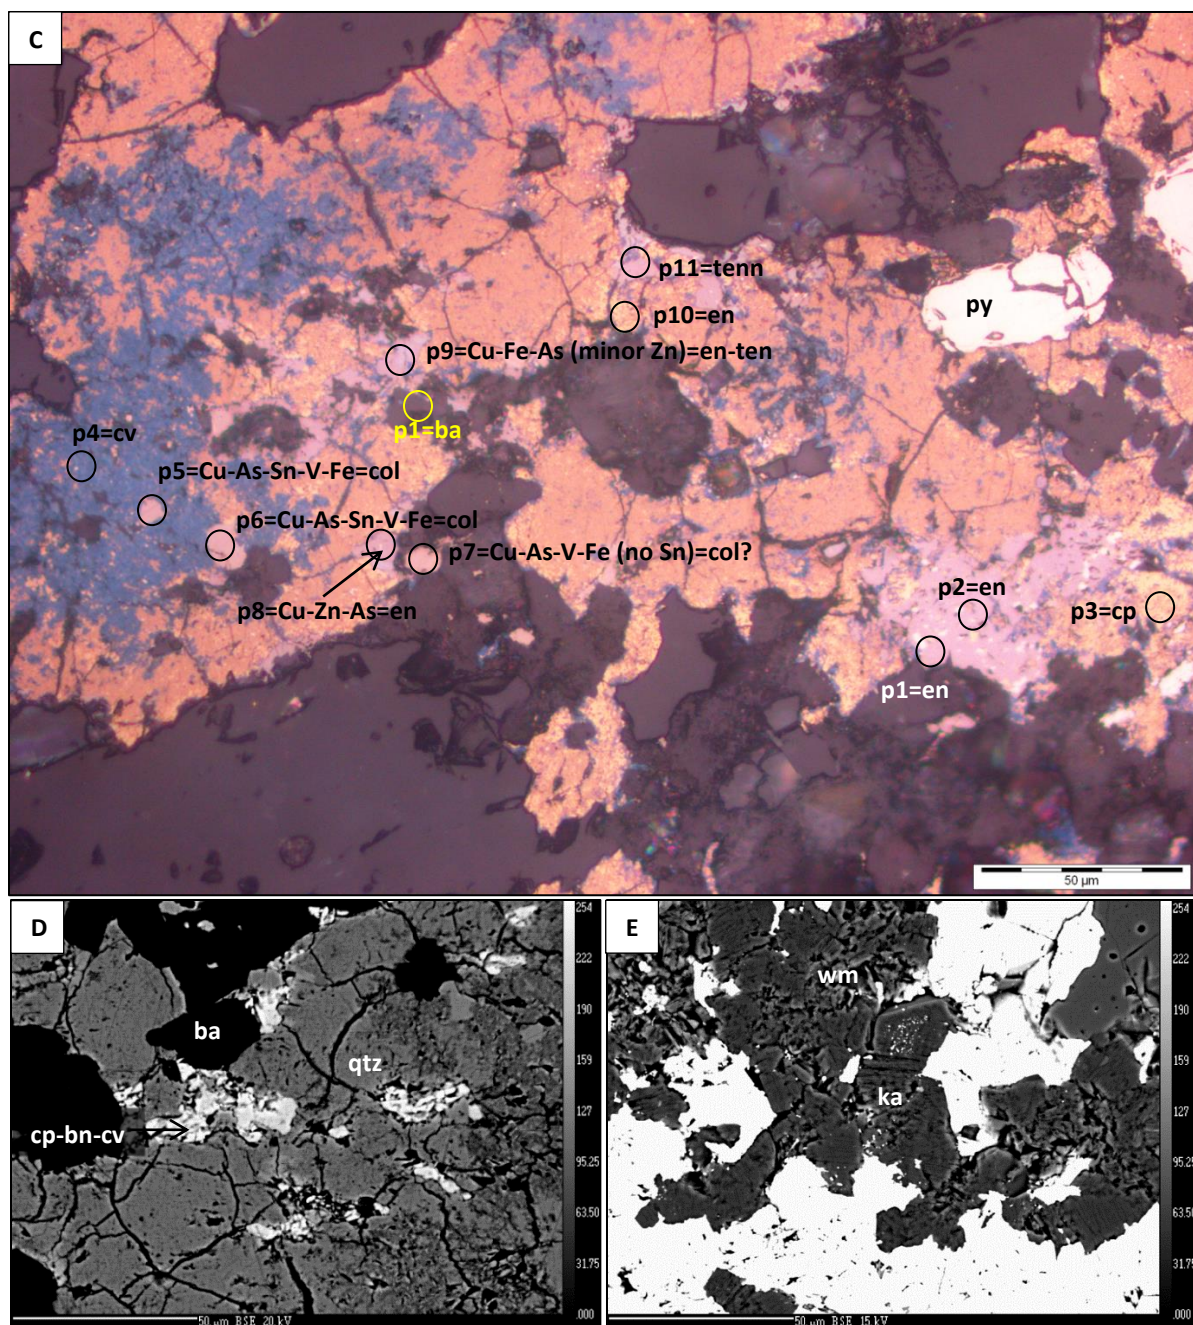 C
p11=tenn
p10=en
py
p9=Cu-Fe-As (minor Zn)=en-ten
p1=ba
p4=cv
p5=Cu-As-Sn-V-Fe=col
p6=Cu-As-Sn-V-Fe=col
p7=Cu-As-V-Fe (no Sn)=col?
p8=Cu-Zn-As=en
p2=en
p3=cp
p1=en
50 µm
D
ba
qtz
cp-bn-cv
254
222
190
159
127
95.25
63.50
31.75
.000
50 µm BSE 20 kV
E
wm
ka
254
222
190
159
127
95.25
63.50
31.75
.000
50 µm BSE 15 kV